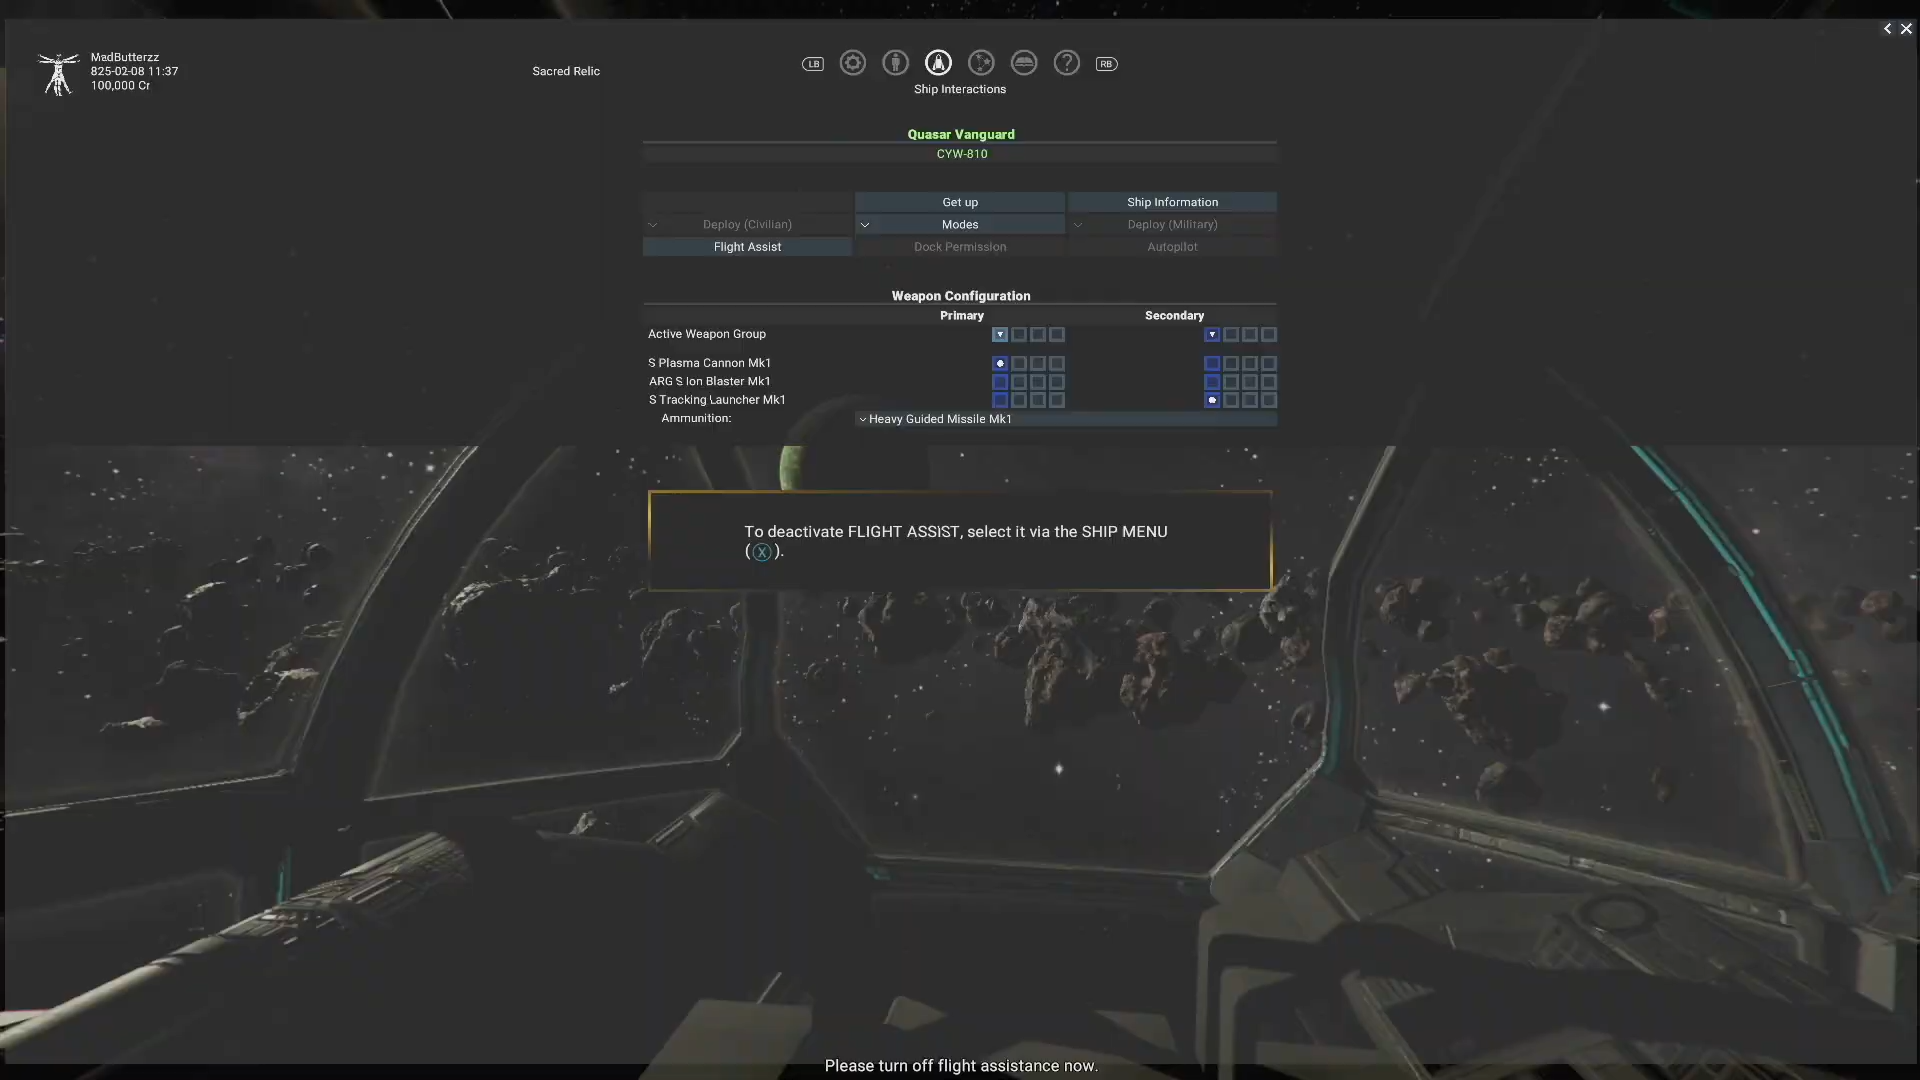 MadButterzz
825-02-08 11:37
100,000 Cr
Sacred Relic
LB
?
RB
Ship Interactions
Quasar Vanguard
CYW-810
Get up
Ship Information
Deploy (Civilian)
Modes
Deploy (Military)
Flight Assist
Dock Permission
Autopilot
Weapon Configuration
Primary
Secondary
Active Weapon Group
S Plasma Cannon Mk1
ARG S Ion Blaster Mk1
S Tracking Launcher Mk1
Ammunition:
Heavy Guided Missile Mk1
To deactivate FLIGHT ASSIST, select it via the SHIP MENU
(X).
Please turn off flight assistance now.